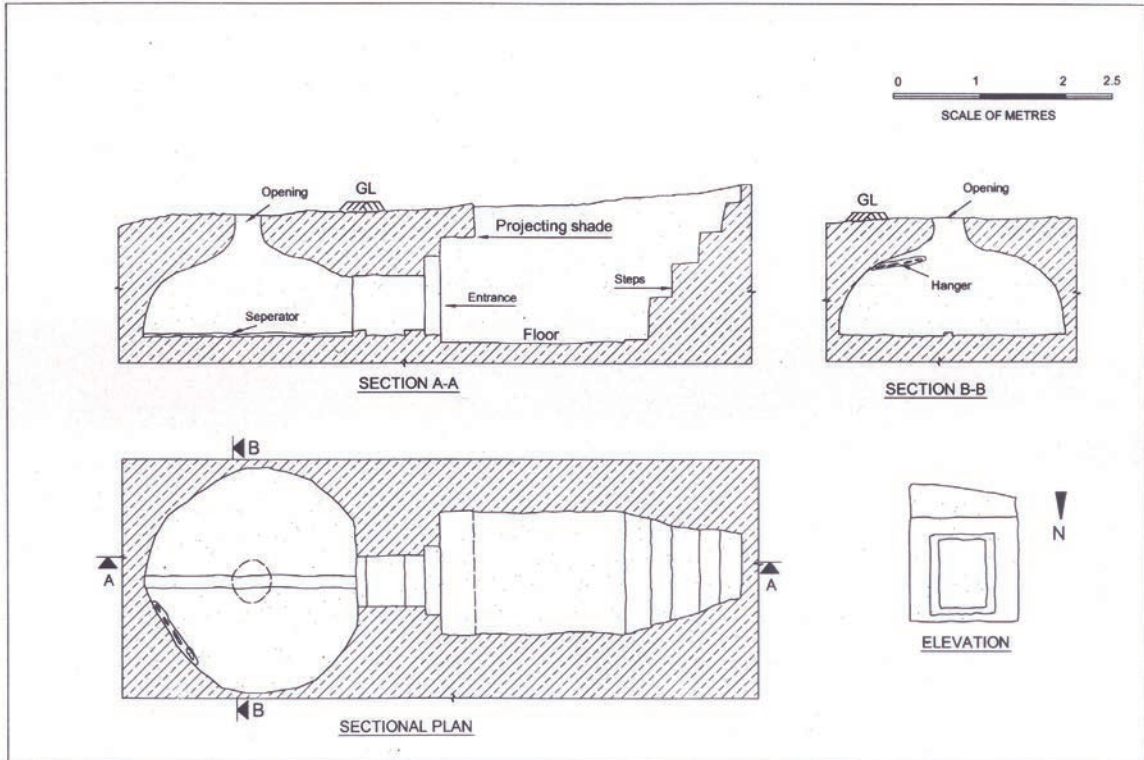 0 1 2 2.5
SCALE OF METRES
Opening
GL
Projecting shade
Steps
Entrance
Seperator
Floor
SECTION A-A
GL
Opening
Hanger
SECTION B-B
B
A
A
B
SECTIONAL PLAN
N
ELEVATION